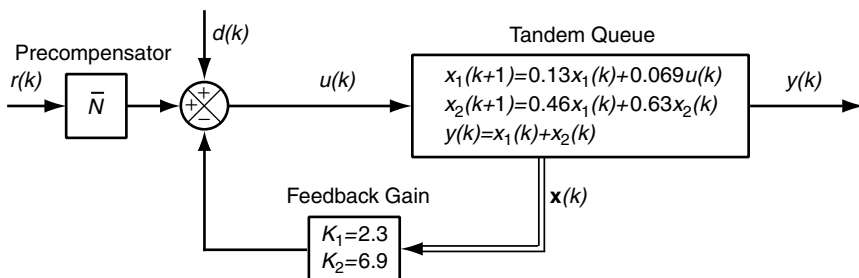 d(k)
Tandem Queue
Precompensator
r(k)
N̅
+
+
−
u(k)
x₁(k+1)=0.13x₁(k)+0.069u(k)
x₂(k+1)=0.46x₁(k)+0.63x₂(k)
y(k)=x₁(k)+x₂(k)
y(k)
x(k)
Feedback Gain
K₁=2.3
K₂=6.9